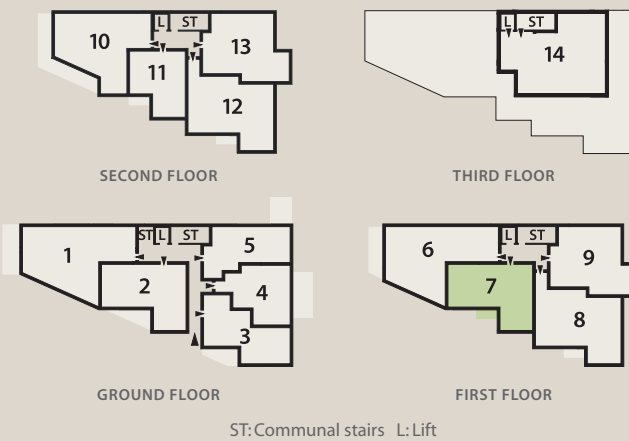 L ST
10
11
13
12
SECOND FLOOR
L ST
14
THIRD FLOOR
ST L ST
1
2
5
4
3
GROUND FLOOR
L ST
6
7
9
8
FIRST FLOOR
ST: Communal stairs L: Lift